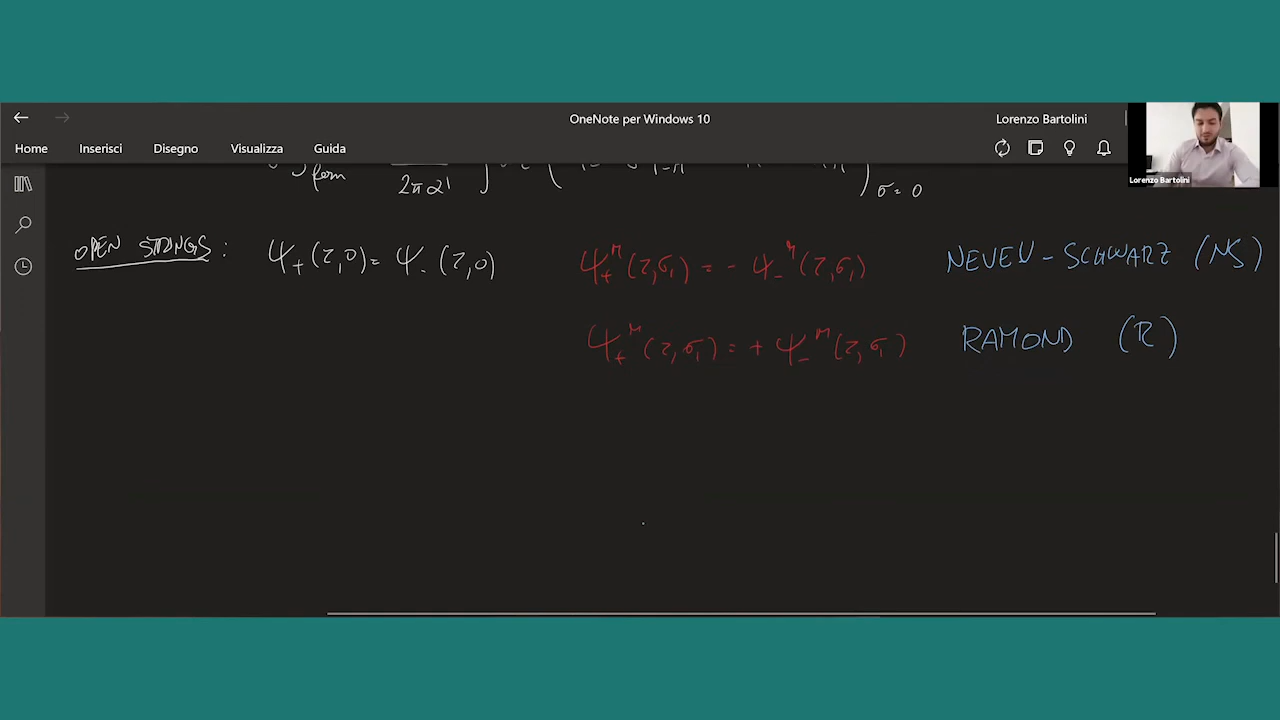 OneNote per Windows 10
Lorenzo Bartolini
Home Inserisci Disegno Visualizza Guida
Lorenzo Bartolini
ferm 2πα' σ=0
OPEN STRINGS: ψ₊(τ,0)=ψ₋(τ,0) ψ₊^μ(τ,σ₁)=-ψ₋^μ(τ,σ₁) NEVEU-SCHWARZ (NS)
ψ₊^μ(τ,σ₁)=+ψ₋^μ(τ,σ₁) RAMOND (R)